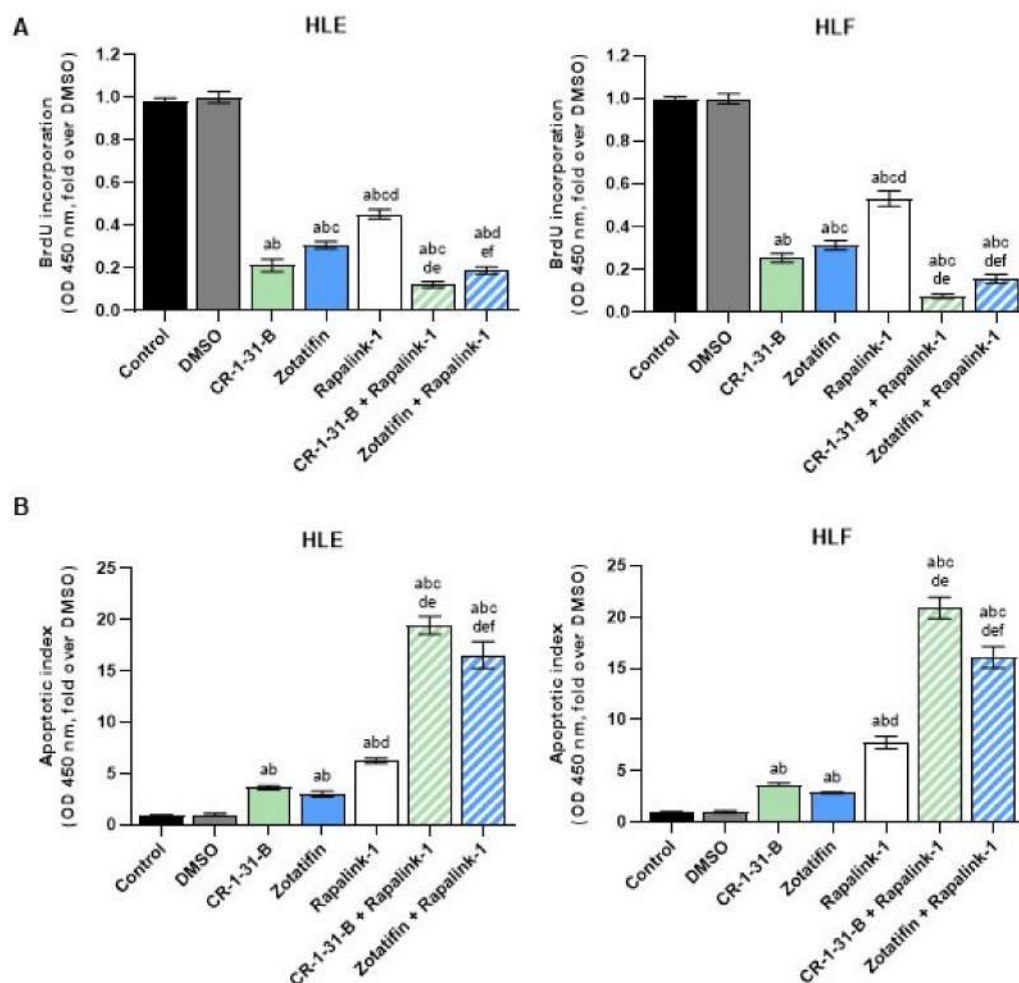 A
HLE
BrdU incorporation
(OD 450 nm, fold over DMSO)
1.2
1.0
0.8
0.6
0.4
0.2
0.0
ab
abc
abcd
abc
de
abd
ef
Control
DMSO
CR-1-31-B
Zotatifin
Rapalink-1
CR-1-31-B + Rapalink-1
Zotatifin + Rapalink-1
HLF
BrdU incorporation
(OD 450 nm, fold over DMSO)
1.2
1.0
0.8
0.6
0.4
0.2
0.0
ab
abc
abcd
abc
de
abc
def
Control
DMSO
CR-1-31-B
Zotatifin
Rapalink-1
CR-1-31-B + Rapalink-1
Zotatifin + Rapalink-1
B
HLE
Apoptotic index
(OD 450 nm, fold over DMSO)
25
20
15
10
5
0
ab
ab
abd
abc
de
abc
def
Control
DMSO
CR-1-31-B
Zotatifin
Rapalink-1
CR-1-31-B + Rapalink-1
Zotatifin + Rapalink-1
HLF
Apoptotic index
(OD 450 nm, fold over DMSO)
25
20
15
10
5
0
ab
ab
abd
abc
de
abc
def
Control
DMSO
CR-1-31-B
Zotatifin
Rapalink-1
CR-1-31-B + Rapalink-1
Zotatifin + Rapalink-1